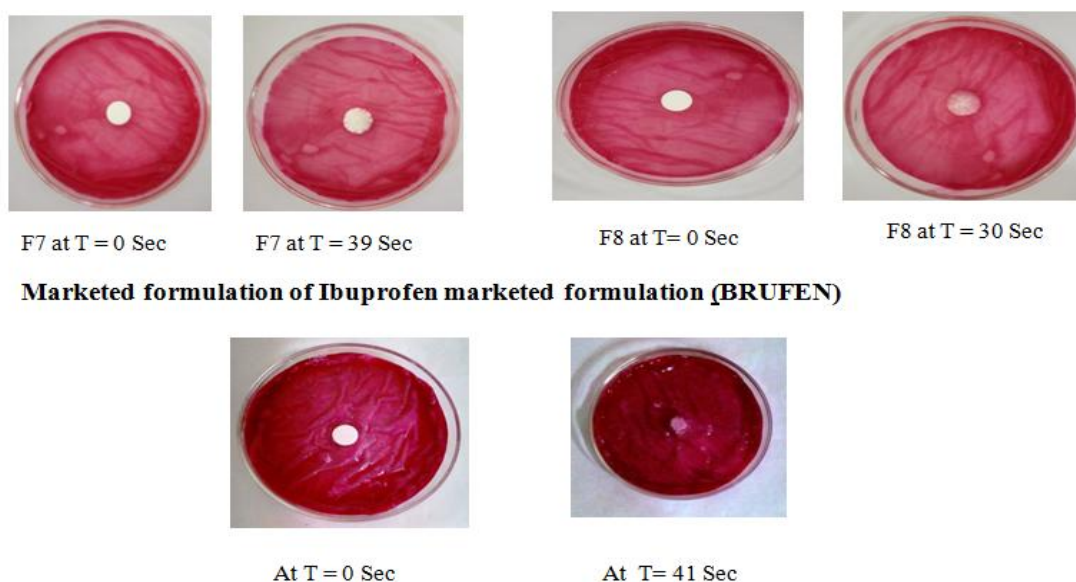 F7 at T = 0 Sec
F7 at T = 39 Sec
F8 at T= 0 Sec
F8 at T = 30 Sec
Marketed formulation of Ibuprofen marketed formulation (BRUFEN)
At T = 0 Sec
At T= 41 Sec